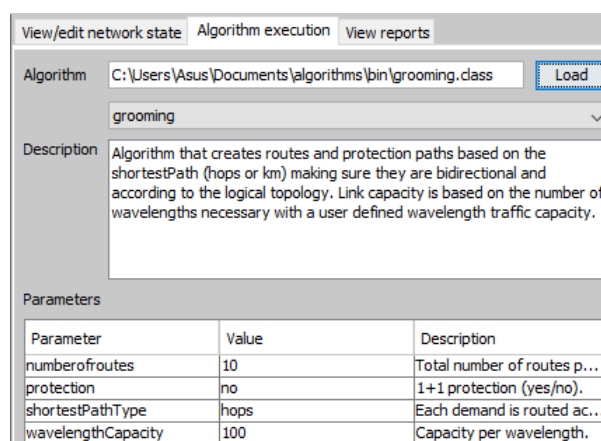 View/edit network state Algorithm execution View reports
Algorithm C:\Users\Asus\Documents\algorithms\bin\grooming.class Load
grooming
Description Algorithm that creates routes and protection paths based on the
shortestPath (hops or km) making sure they are bidirectional and
according to the logical topology. Link capacity is based on the number of
wavelengths necessary with a user defined wavelength traffic capacity.
Parameters
Parameter Value Description
numberofroutes 10 Total number of routes p...
protection no 1+1 protection (yes/no).
shortestPathType hops Each demand is routed ac...
wavelengthCapacity 100 Capacity per wavelength.